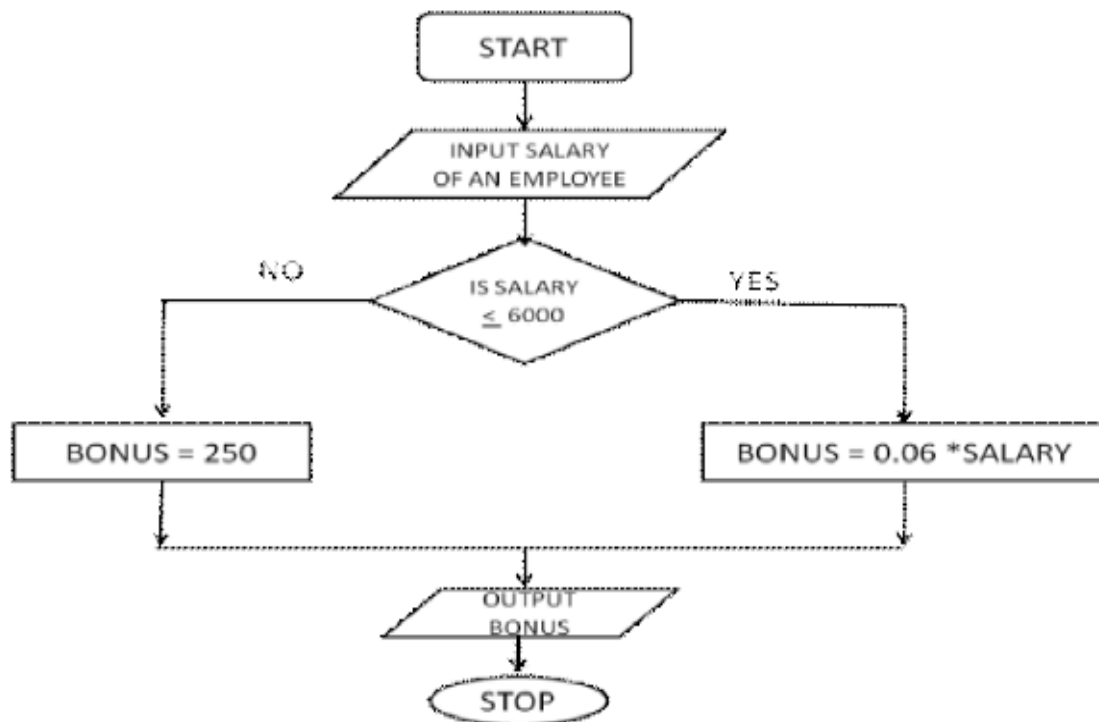 START
INPUT SALARY
OF AN EMPLOYEE
NO
YES
IS SALARY
≤ 6000
BONUS = 250
BONUS = 0.06 *SALARY
OUTPUT
BONUS
STOP